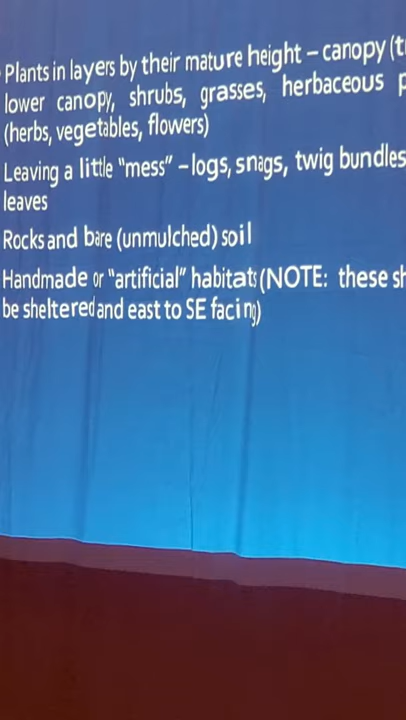 Plants in layers by their mature height – canopy
lower canopy, shrubs, grasses, herbaceous
(herbs, vegetables, flowers)
Leaving a little "mess" – logs, snags, twig bundles
leaves
Rocks and bare (unmulched) soil
Handmade or "artificial" habitats (NOTE: these
be sheltered and east to SE facing)